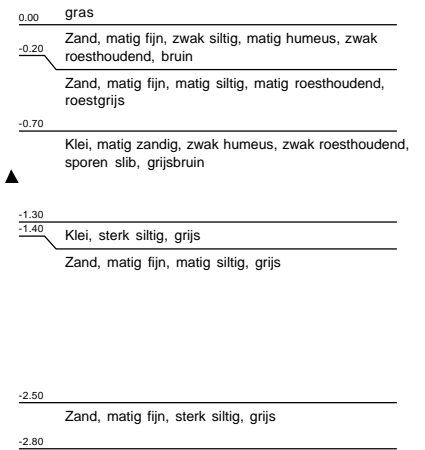 gras
0.00
Zand, matig fijn, zwak siltig, matig humeus, zwak
roesthoudend, bruin
-0.20
Zand, matig fijn, matig siltig, matig roesthoudend,
roestgrijs
-0.70
Klei, matig zandig, zwak humeus, zwak roesthoudend,
sporen slib, grijsbruin
-1.30
-1.40
Klei, sterk siltig, grijs
Zand, matig fijn, matig siltig, grijs
-2.50
Zand, matig fijn, sterk siltig, grijs
-2.80